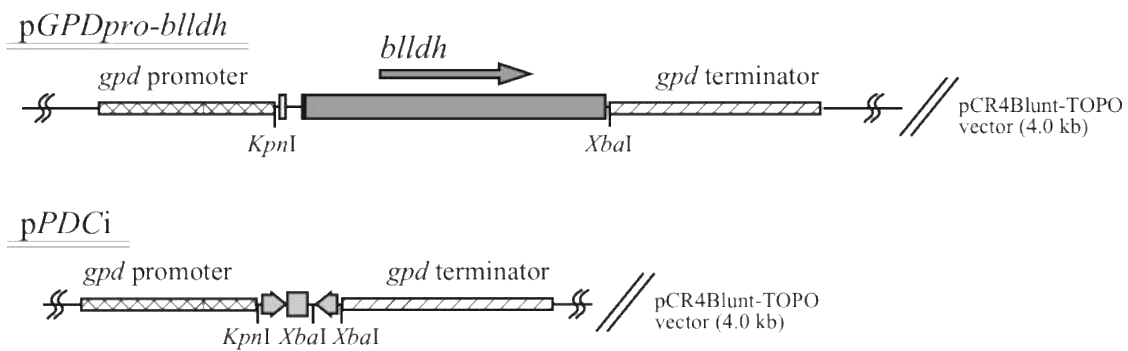 pGPDpro-blldh
blldh
gpd promoter
gpd terminator
KpnI
XbaI
pCR4Blunt-TOPO
vector (4.0 kb)
pPDCi
gpd promoter
gpd terminator
KpnI XbaI XbaI
pCR4Blunt-TOPO
vector (4.0 kb)